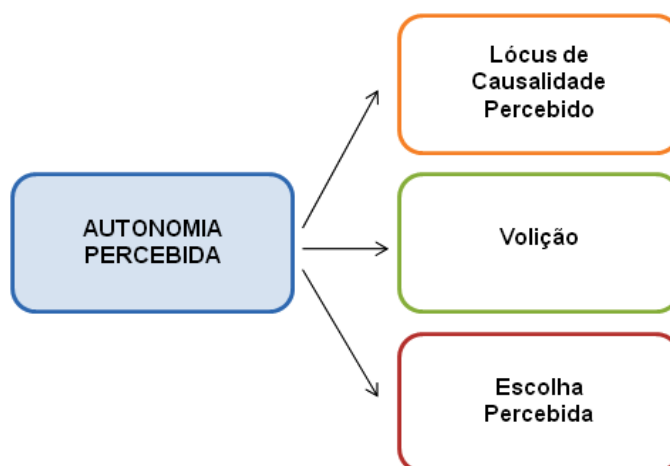 AUTONOMIA
PERCEBIDA
Lócus de
Causalidade
Percebido
Volição
Escolha
Percebida